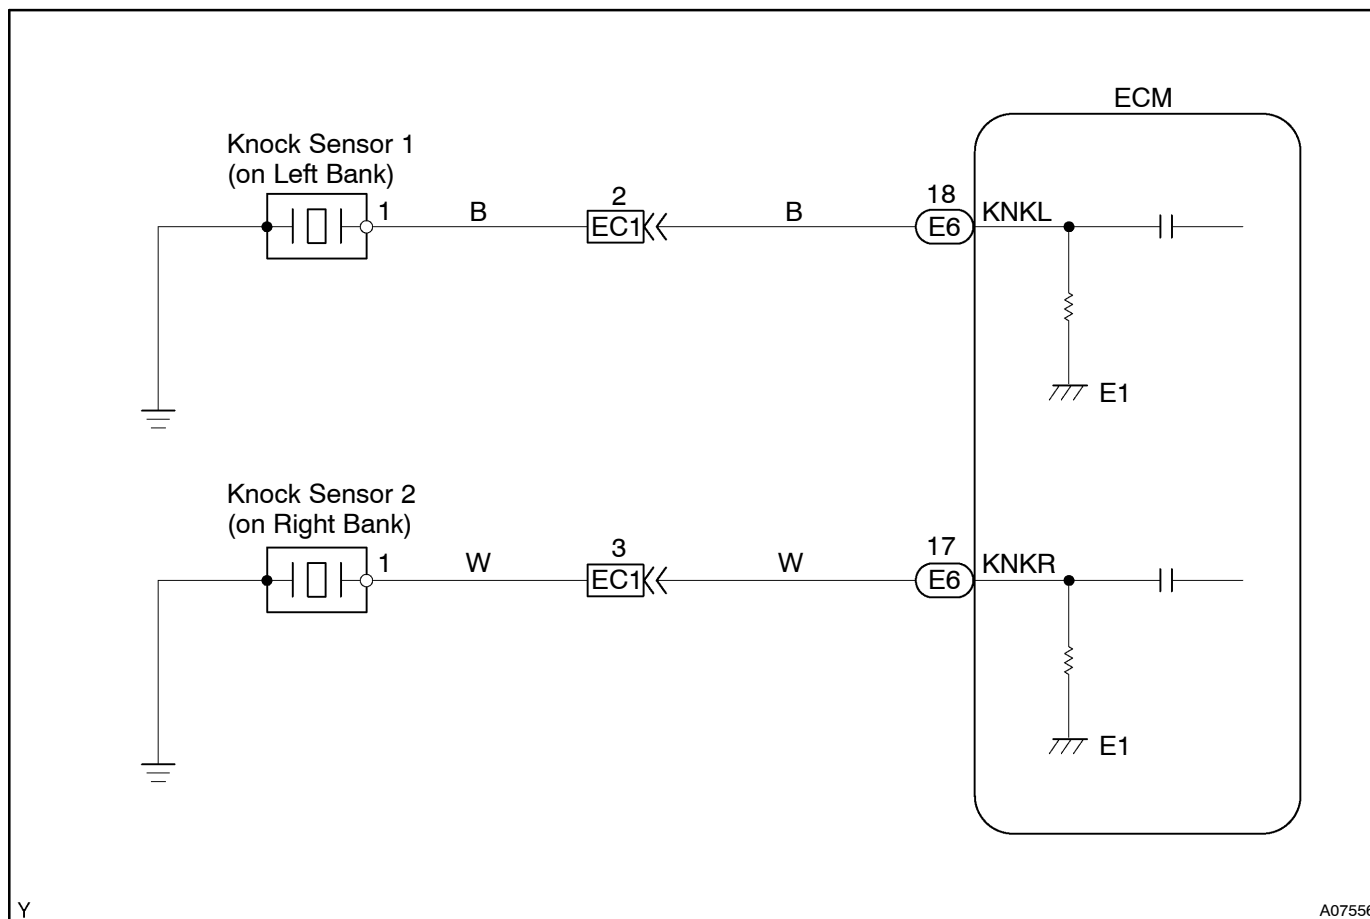 ECM
Knock Sensor 1
(on Left Bank)
1
B
2
EC1
B
18
E6
KNKL
E1
Knock Sensor 2
(on Right Bank)
1
W
3
EC1
W
17
E6
KNKR
E1
Y
A07556